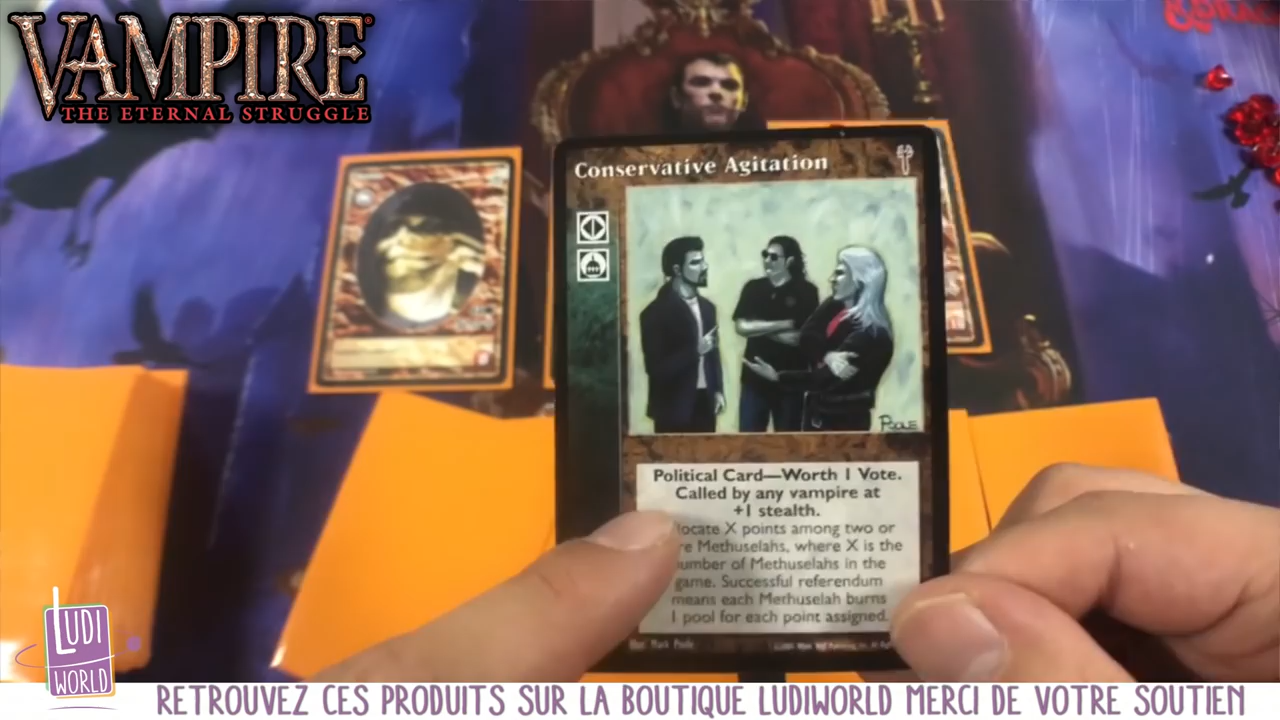 VAMPIRE
THE ETERNAL STRUGGLE
Conservative Agitation
POOLE
Political Card—Worth 1 Vote.
Called by any vampire at
+1 stealth.
X points among two or
Methuselahs, where X is the
number of Methuselahs in the
game. Successful referendum
means each Methuselah burns
1 pool for each point assigned.
LUDI
WORLD
RETROUVEZ CES PRODUITS SUR LA BOUTIQUE LUDIWORLD MERCI DE VOTRE SOUTIEN